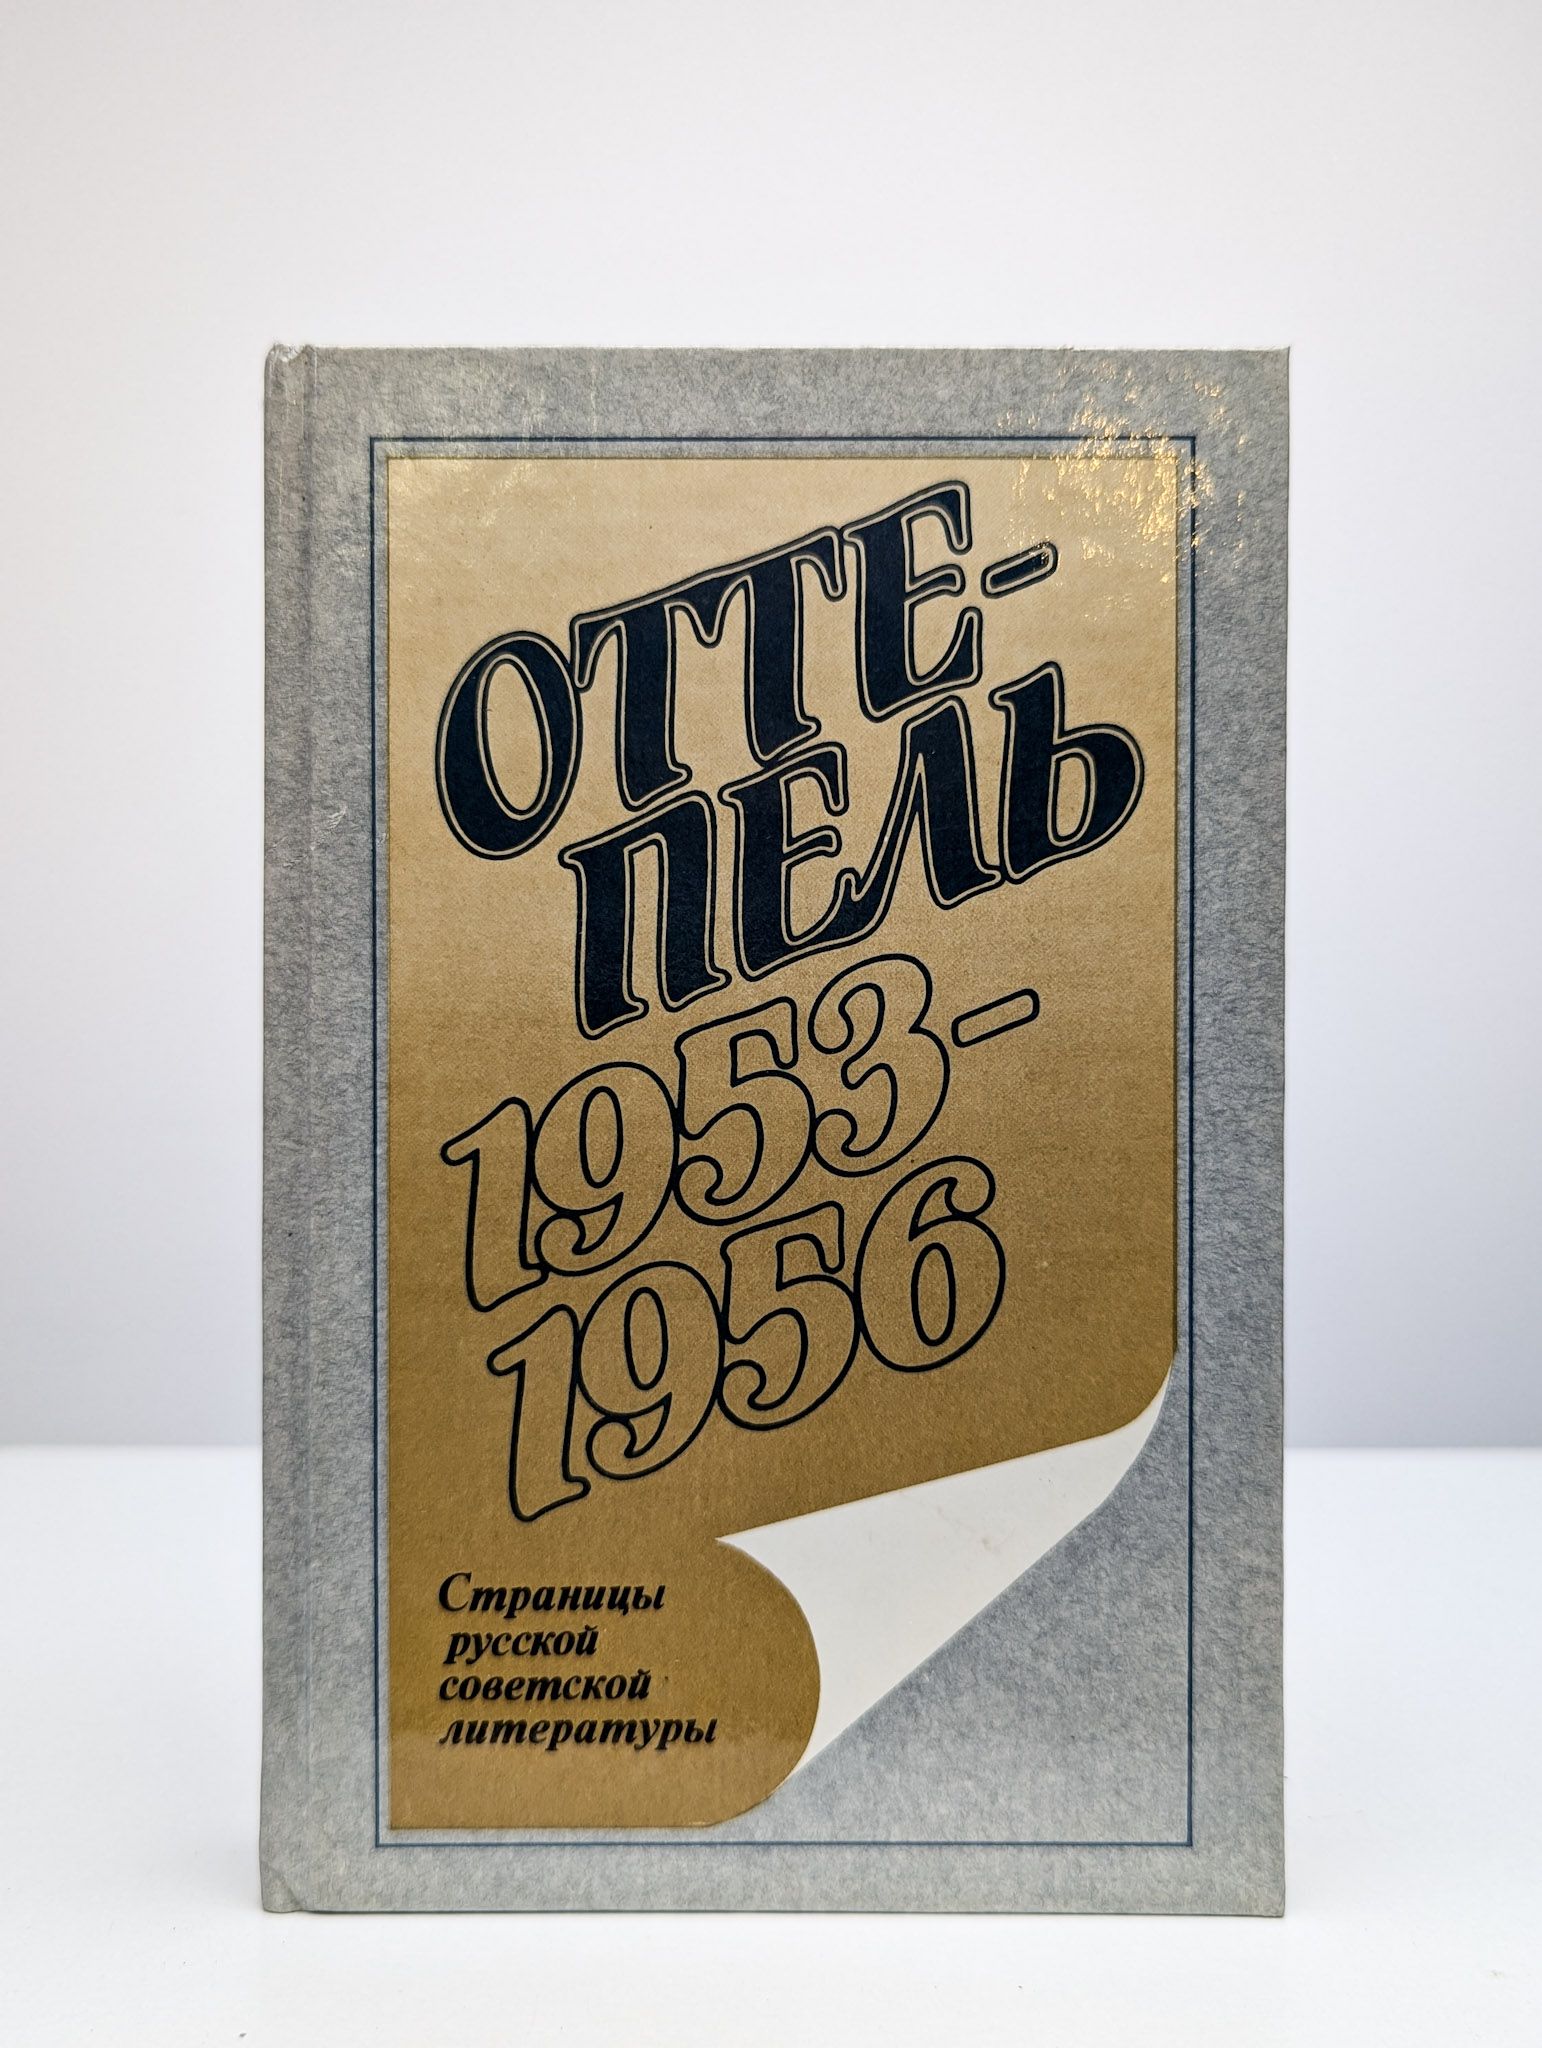 ОТТЕ-
ПЕЛЬ
1953-
1956
Страницы
русской
советской
литературы